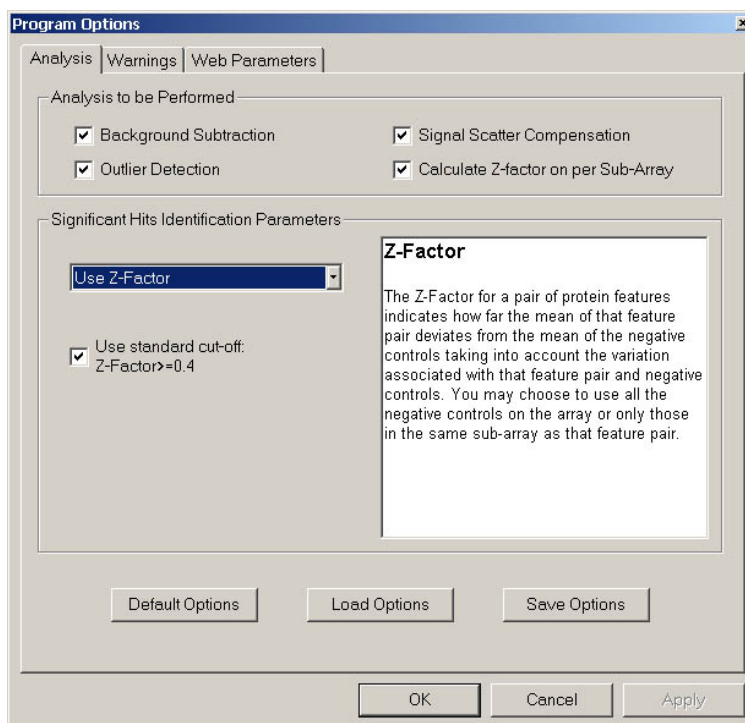 Program Options
Analysis
Warnings
Web Parameters
Analysis to be Performed
Background Subtraction
Signal Scatter Compensation
Outlier Detection
Calculate Z-factor on per Sub-Array
Significant Hits Identification Parameters
Use Z-Factor
Use standard cut-off:
Z-Factor>=0.4
Z-Factor
The Z-Factor for a pair of protein features
indicates how far the mean of that feature
pair deviates from the mean of the negative
controls taking into account the variation
associated with that feature pair and negative
controls. You may choose to use all the
negative controls on the array or only those
in the same sub-array as that feature pair.
Default Options
Load Options
Save Options
OK
Cancel
Apply